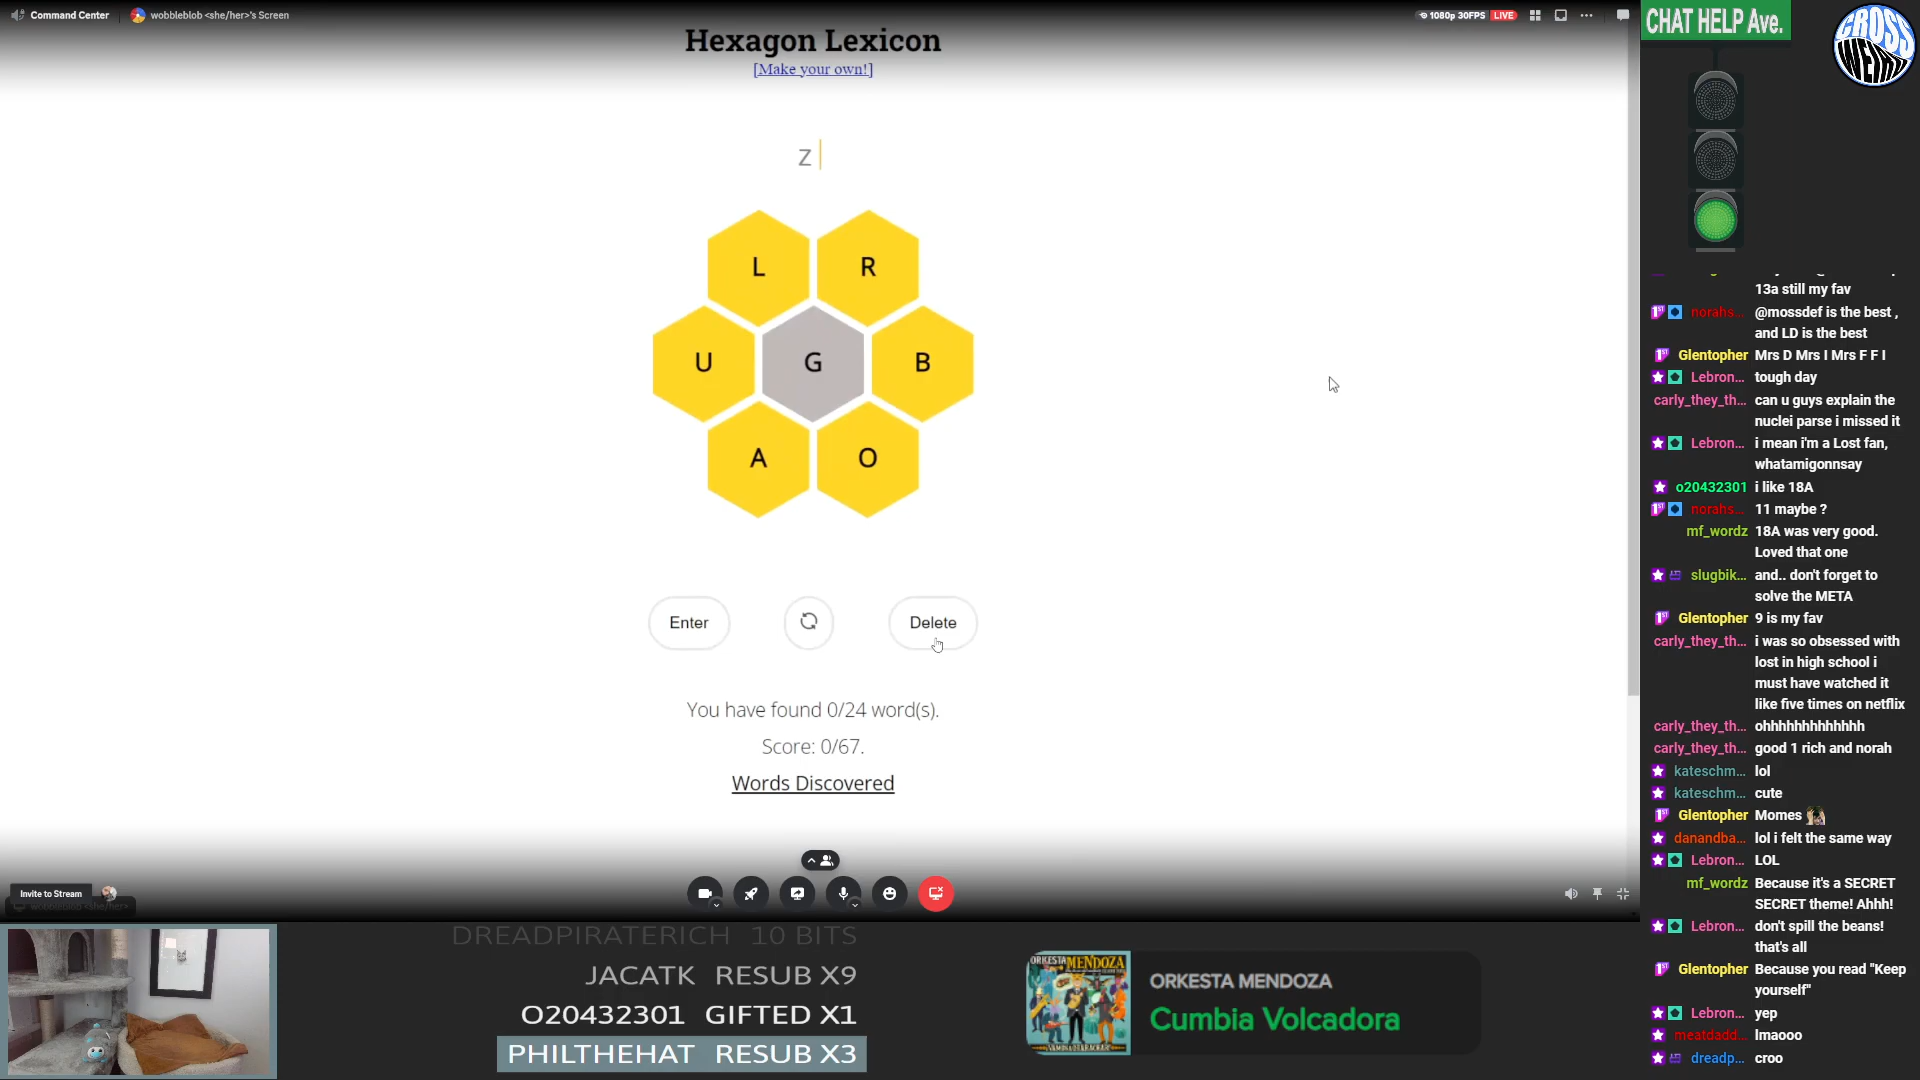 Command Center
wobbleblob <she/her>'s Screen
1080p 30FPS LIVE
Hexagon Lexicon
[Make your own!]
Z
L
R
U
G
B
A
O
Enter
Delete
You have found 0/24 word(s).
Score: 0/67.
Words Discovered
Invite to Stream
wobbleblob <she/her>
DREADPIRATERICH 10 BITS
JACATK RESUB X9
O20432301 GIFTED X1
PHILTHEHAT RESUB X3
ORKESTA MENDOZA
ORKESTA MENDOZA
Cumbia Volcadora
CHAT HELP Ave.
CROSS
WEIRD
13a still my fav
norahs... @mossdef is the best ,
and LD is the best
Glentopher Mrs D Mrs I Mrs F F I
Lebron... tough day
carly_they_th... can u guys explain the
nuclei parse i missed it
Lebron... i mean i'm a Lost fan,
whatamigonnsay
o20432301 i like 18A
norahs... 11 maybe ?
mf_wordz 18A was very good.
Loved that one
slugbik... and.. don't forget to
solve the META
Glentopher 9 is my fav
carly_they_th... i was so obsessed with
lost in high school i
must have watched it
like five times on netflix
carly_they_th... ohhhhhhhhhhhh
carly_they_th... good 1 rich and norah
kateschm... lol
kateschm... cute
Glentopher Momes
danandba... lol i felt the same way
Lebron... LOL
mf_wordz Because it's a SECRET
SECRET theme! Ahhh!
Lebron... don't spill the beans!
that's all
Glentopher Because you read "Keep
yourself"
Lebron... yep
meatdadd... lmaooo
dreadp... croo